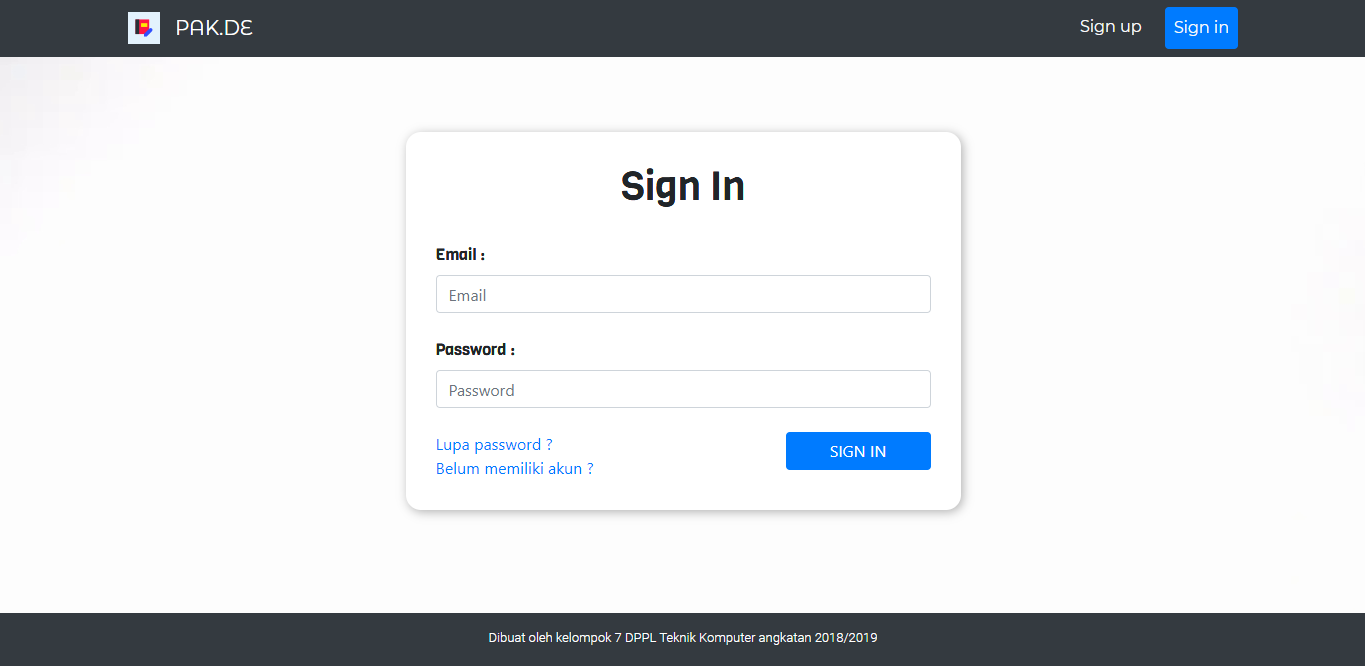 PAK.DE
Sign up
Sign in
Sign In
Email :
Email
Password :
Password
Lupa password ?
Belum memiliki akun ?
SIGN IN
Dibuat oleh kelompok 7 DPPL Teknik Komputer angkatan 2018/2019